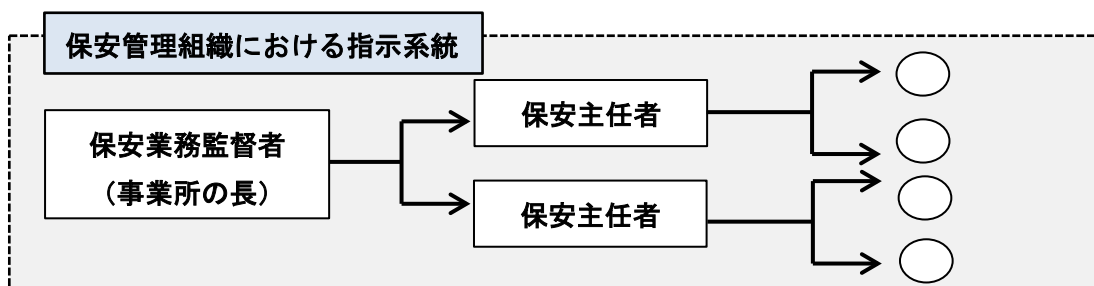 保安管理組織における指示系統
保安業務監督者
（事業所の長）
保安主任者
保安主任者